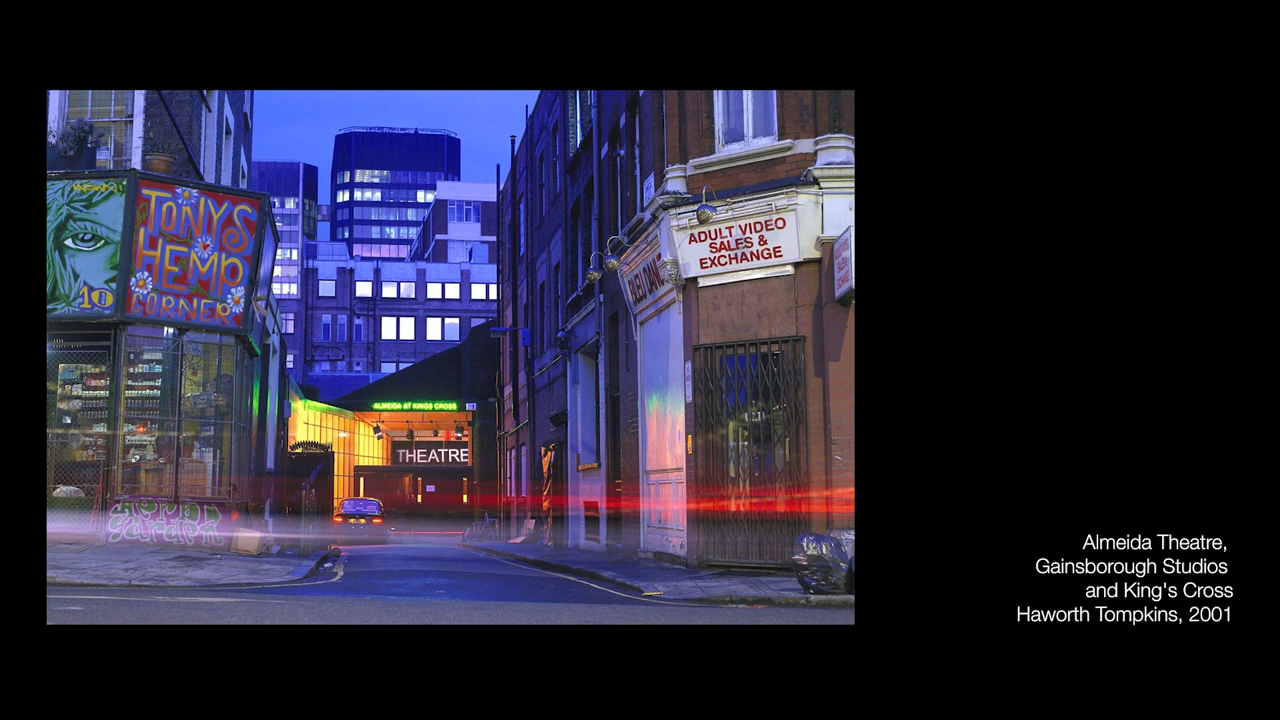 TONYS
HEMP
CORNER
10
ADULT VIDEO
SALES &
EXCHANGE
ALMEIDA AT KINGS CROSS
THEATRE
Almeida Theatre,
Gainsborough Studios
and King's Cross
Haworth Tompkins, 2001